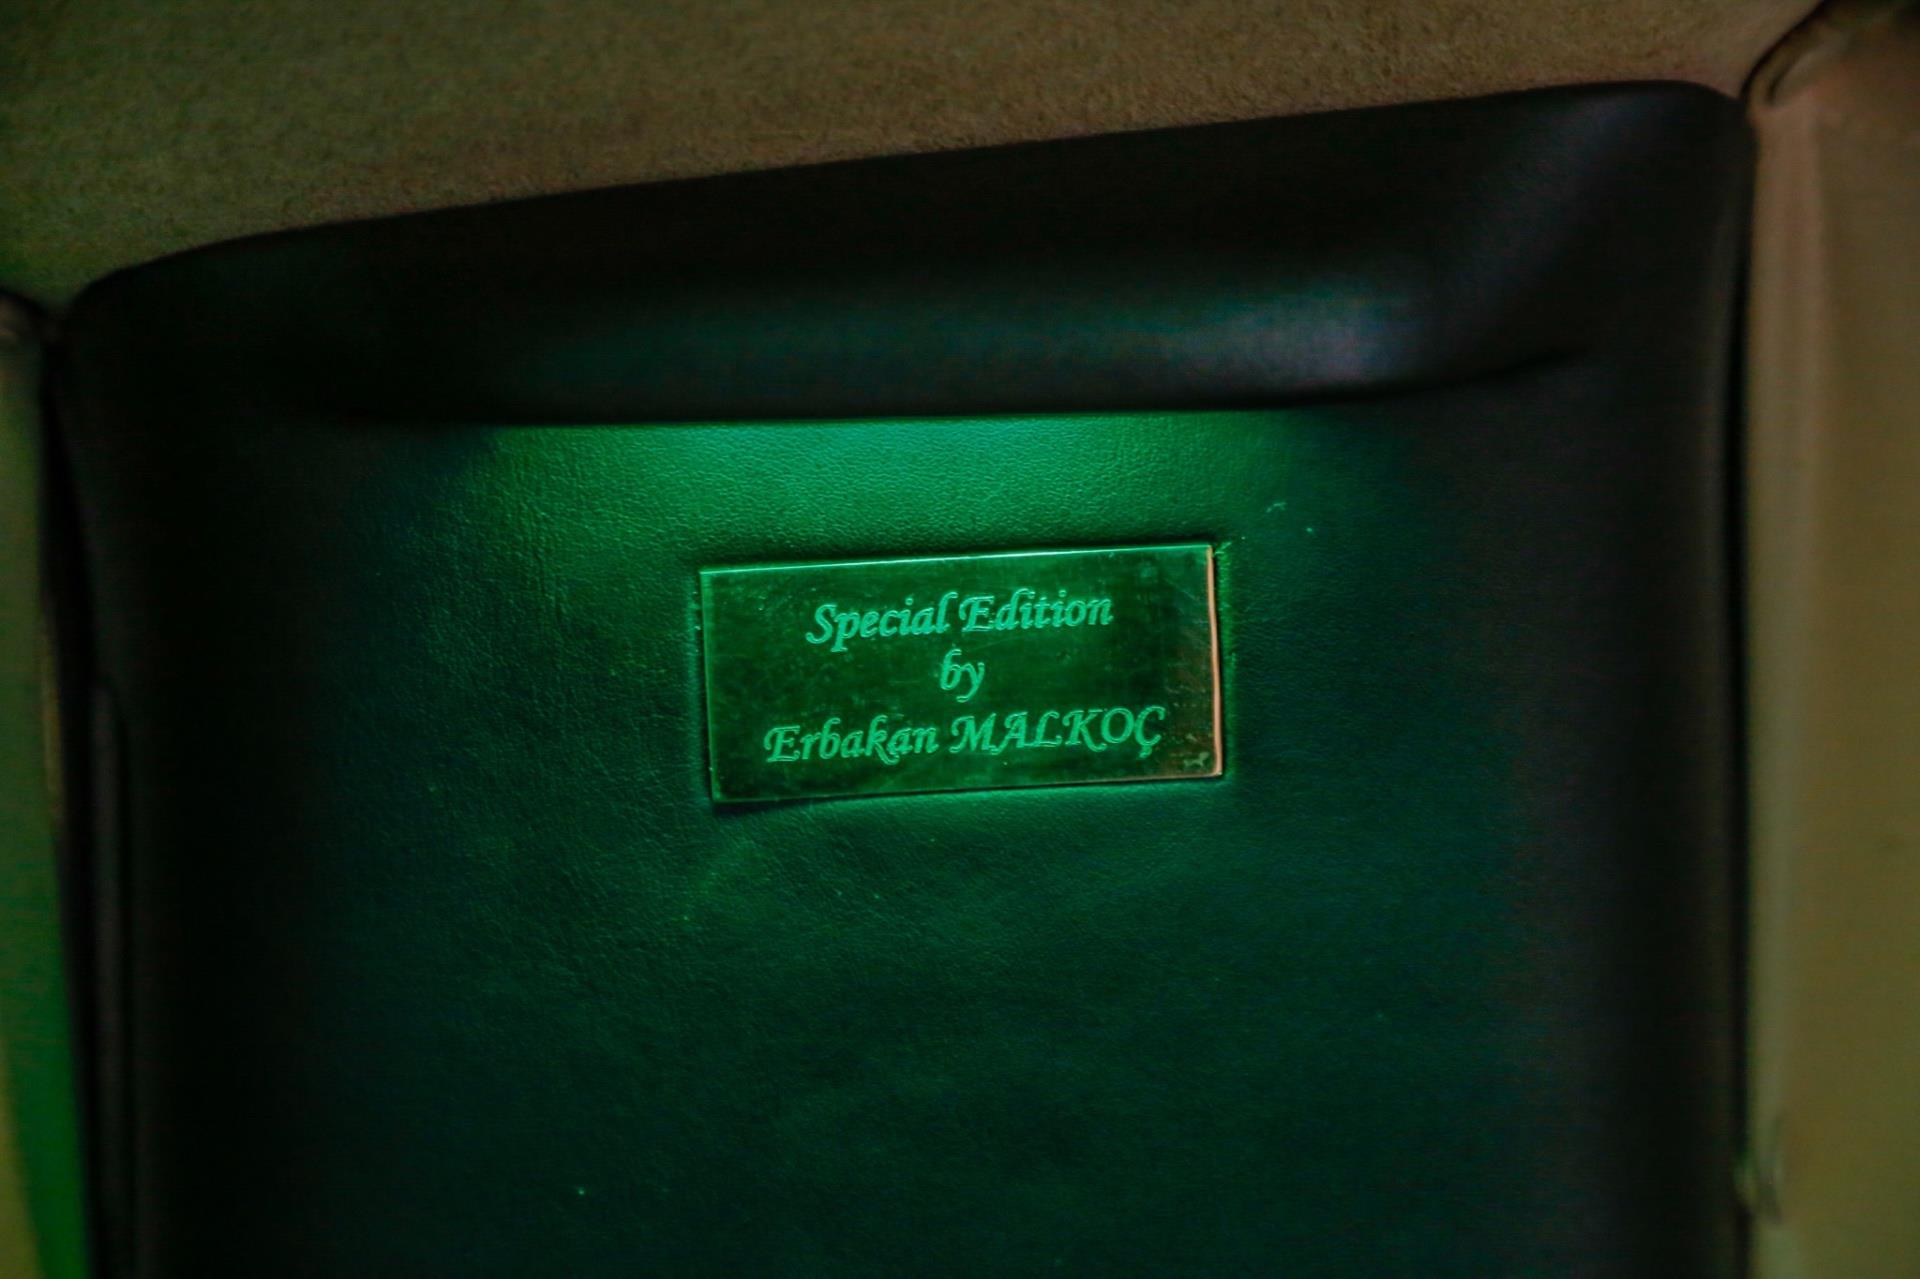 Special Edition
by
Erbakan MALKOÇ